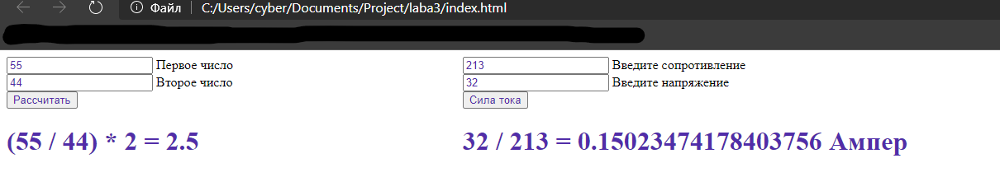 Файл C:/Users/cyber/Documents/Project/laba3/index.html
55 Первое число
44 Второе число
Рассчитать
(55 / 44) * 2 = 2.5
213 Введите сопротивление
32 Введите напряжение
Сила тока
32 / 213 = 0.15023474178403756 Ампер